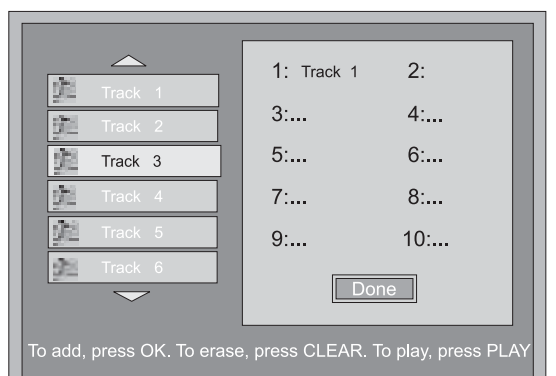 Track 1
Track 2
Track 3
Track 4
Track 5
Track 6
1: Track 1 2:
3:... 4:...
5:... 6:...
7:... 8:...
9:... 10:...
Done
To add, press OK. To erase, press CLEAR. To play, press PLAY